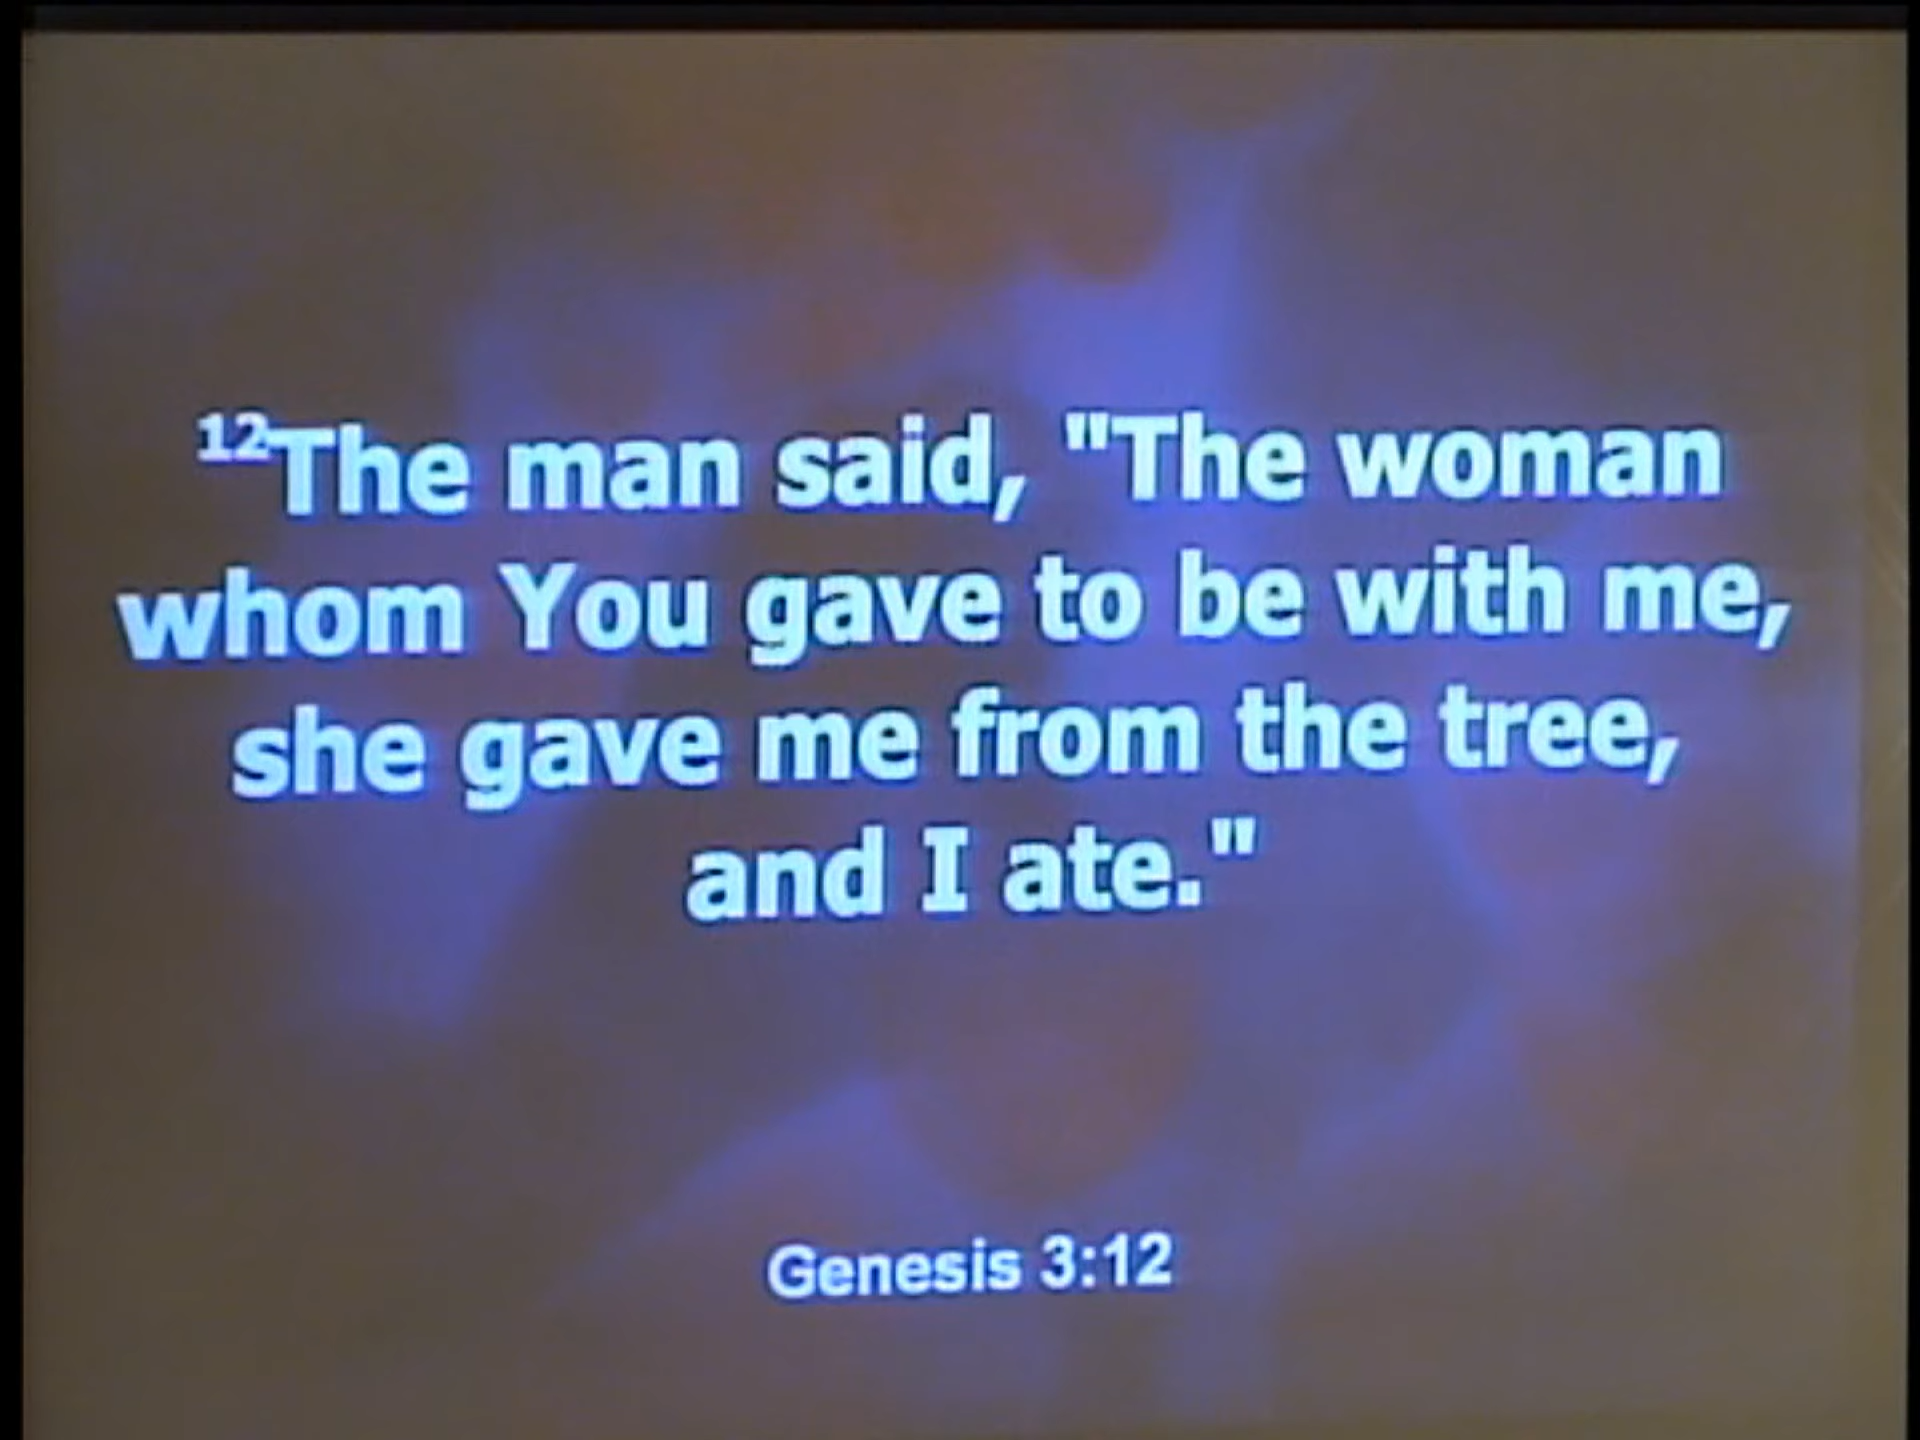 12The man said, "The woman
whom You gave to be with me,
she gave me from the tree,
and I ate."
Genesis 3:12